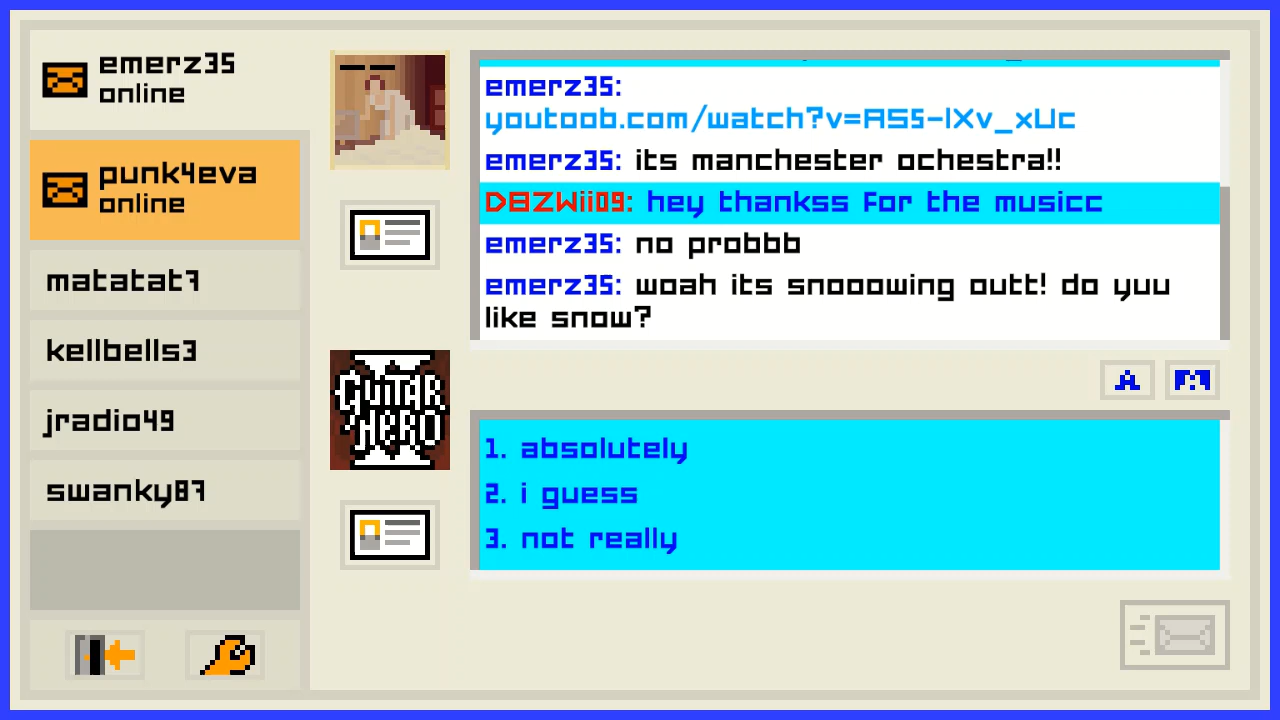 emerz35
online
punk4eva
online
matatat7
kellbells3
jradio49
swanky87
emerz35:
youtoob.com/watch?v=AS5-lXv_xUc
emerz35: its manchester ochestra!!
DBZWii09: hey thankss for the musicc
emerz35: no probbb
emerz35: woah its snooowing outt! do yuu
like snow?
GUITAR
HERO
A
1. absolutely
2. i guess
3. not really